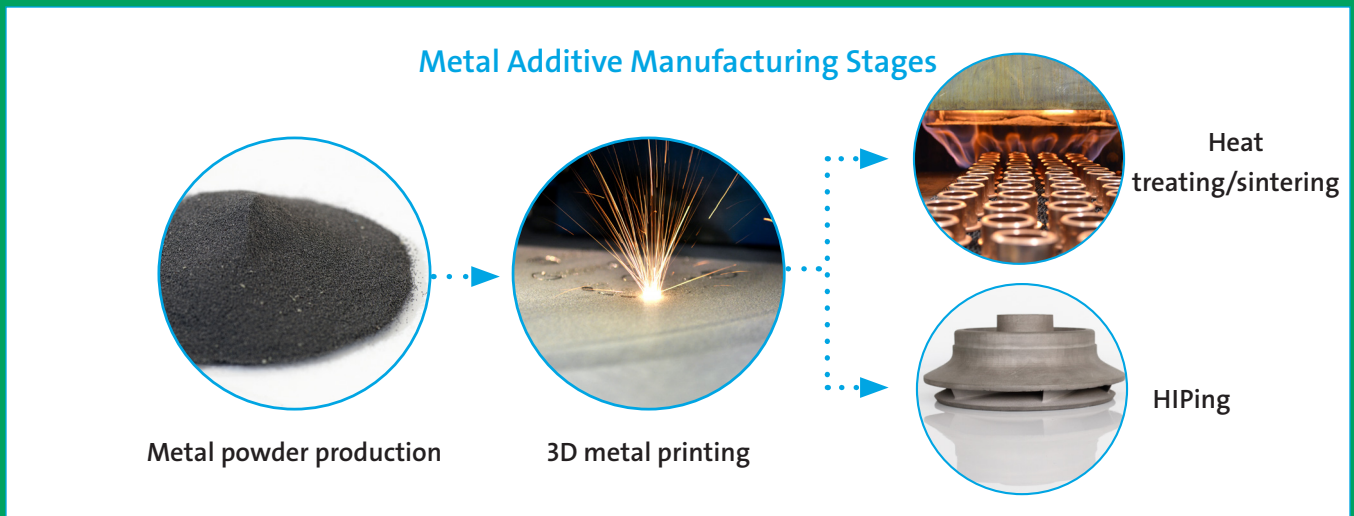 Metal Additive Manufacturing Stages
Metal powder production
3D metal printing
Heat
treating/sintering
HIPing